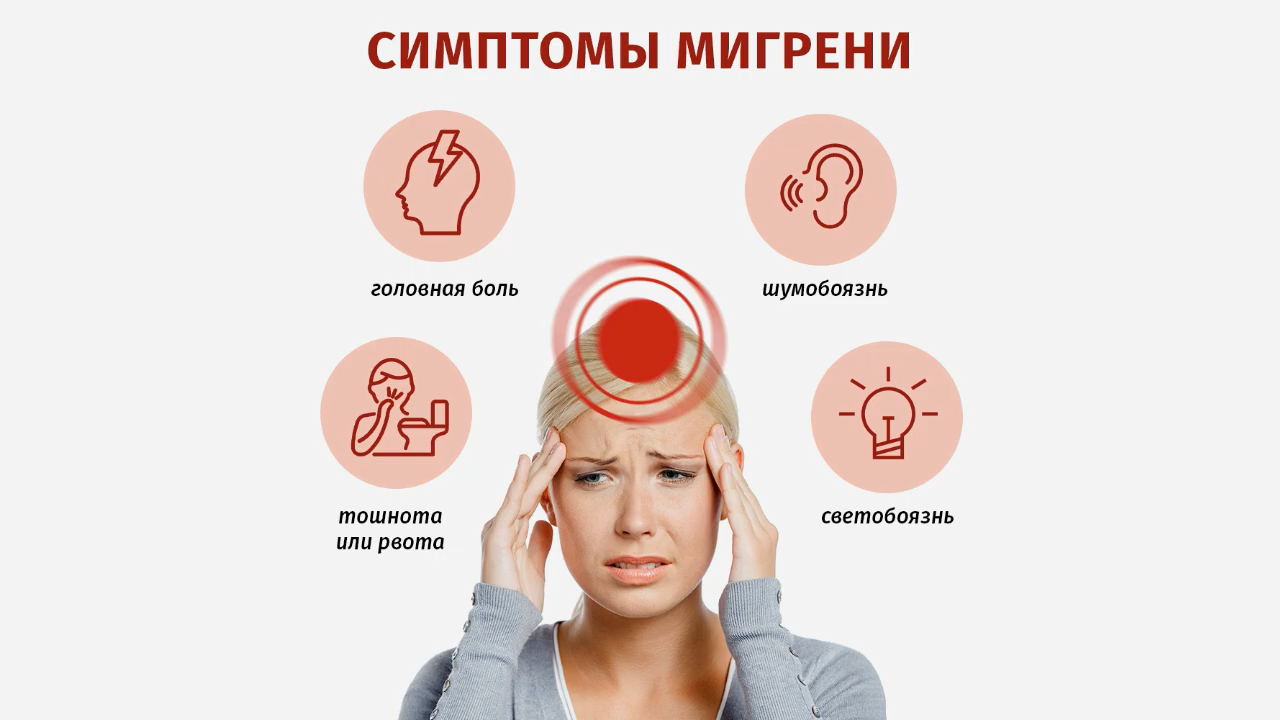 СИМПТОМЫ МИГРЕНИ
головная боль
шумобоязнь
тошнота
или рвота
светобоязнь